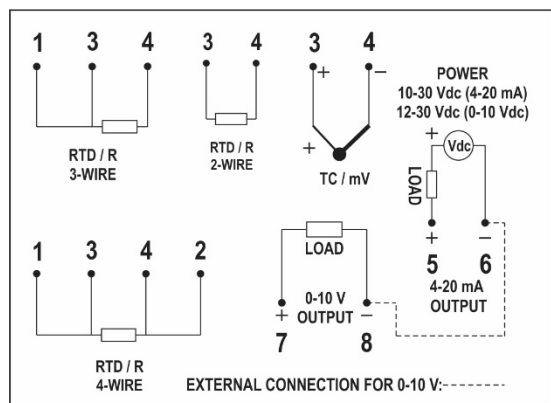 1 3 4
RTD / R
3-WIRE
3 4
RTD / R
2-WIRE
3 4
+ −
+
TC / mV
POWER
10-30 Vdc (4-20 mA)
12-30 Vdc (0-10 Vdc)
+
Vdc
LOAD
+ −
5 6
4-20 mA
OUTPUT
1 3 4 2
RTD / R
4-WIRE
LOAD
0-10 V
+ OUTPUT −
7 8
EXTERNAL CONNECTION FOR 0-10 V: